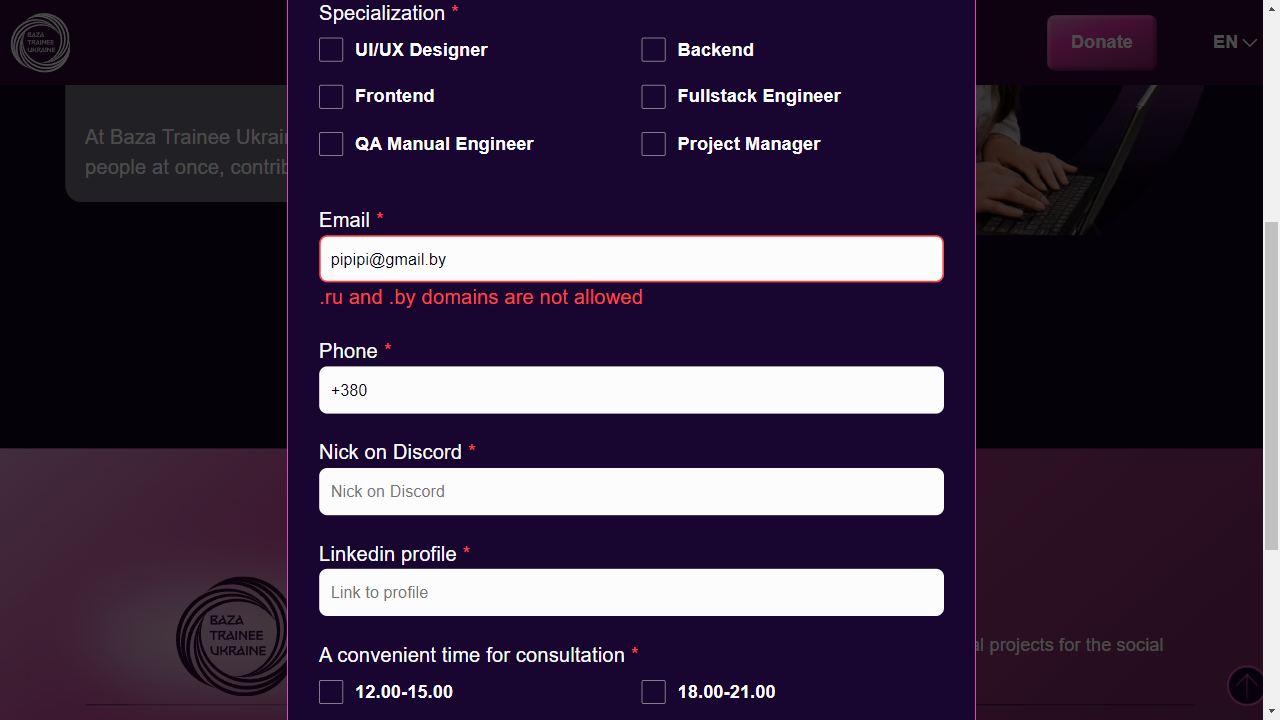 BAZA
TRAINEE
UKRAINE
Donate
EN
At Baza Trainee Ukrai
people at once, contrib
Specialization *
UI/UX Designer
Backend
Frontend
Fullstack Engineer
QA Manual Engineer
Project Manager
Email *
pipipi@gmail.by
.ru and .by domains are not allowed
Phone *
+380
Nick on Discord *
Nick on Discord
Linkedin profile *
Link to profile
BAZA
TRAINEE
UKRAINE
al projects for the social
A convenient time for consultation *
12.00-15.00
18.00-21.00